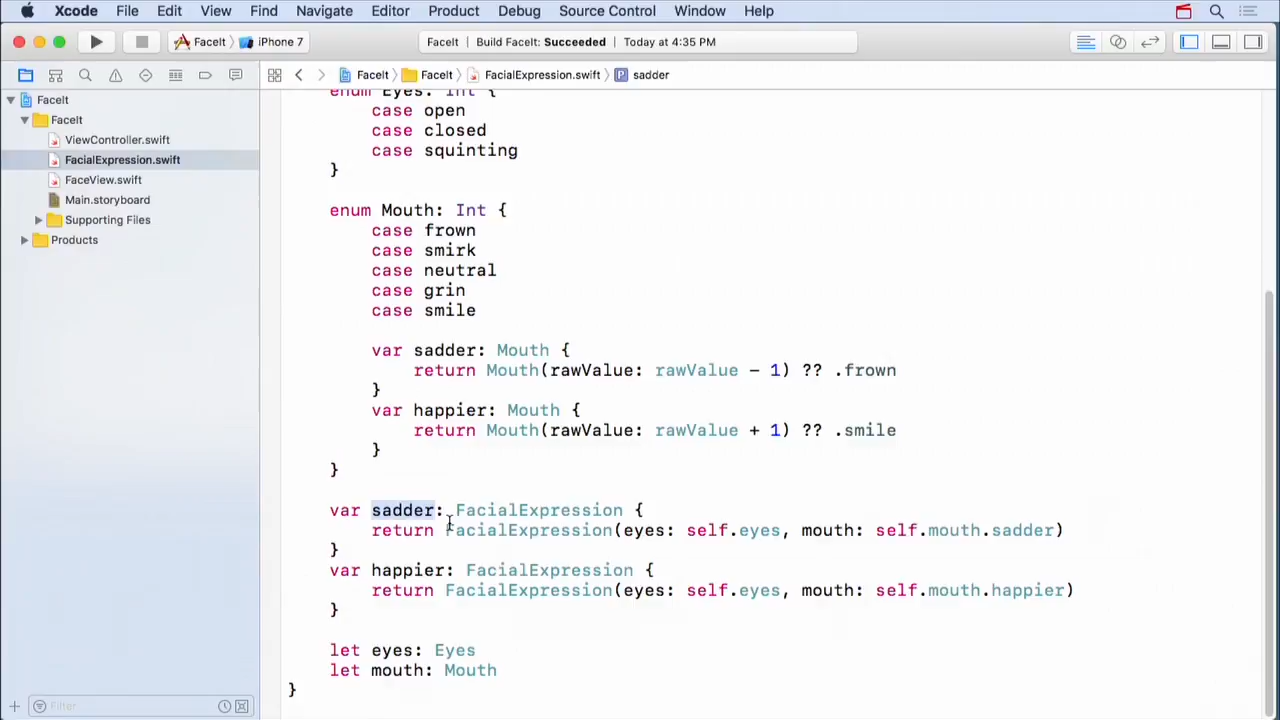 Xcode File Edit View Find Navigate Editor Product Debug Source Control Window Help
FaceIt iPhone 7 FaceIt Build FaceIt: Succeeded Today at 4:35 PM
FaceIt FaceIt FacialExpression.swift P sadder
FaceIt
FaceIt
ViewController.swift
FacialExpression.swift
FaceView.swift
Main.storyboard
Supporting Files
Products
Filter
enum Eyes: Int {
case open
case closed
case squinting
}
enum Mouth: Int {
case frown
case smirk
case neutral
case grin
case smile
var sadder: Mouth {
return Mouth(rawValue: rawValue - 1) ?? .frown
}
var happier: Mouth {
return Mouth(rawValue: rawValue + 1) ?? .smile
}
}
var sadder: FacialExpression {
return FacialExpression(eyes: self.eyes, mouth: self.mouth.sadder)
}
var happier: FacialExpression {
return FacialExpression(eyes: self.eyes, mouth: self.mouth.happier)
}
let eyes: Eyes
let mouth: Mouth
}